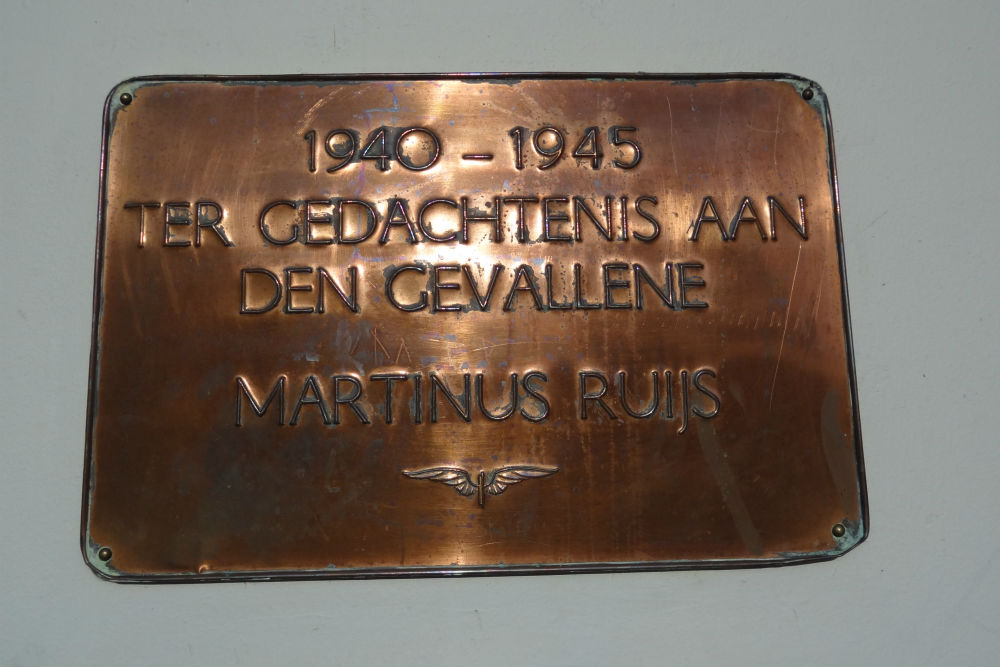 1940 – 1945
TER GEDACHTENIS AAN
DEN GEVALLENE
MARTINUS RUIJS